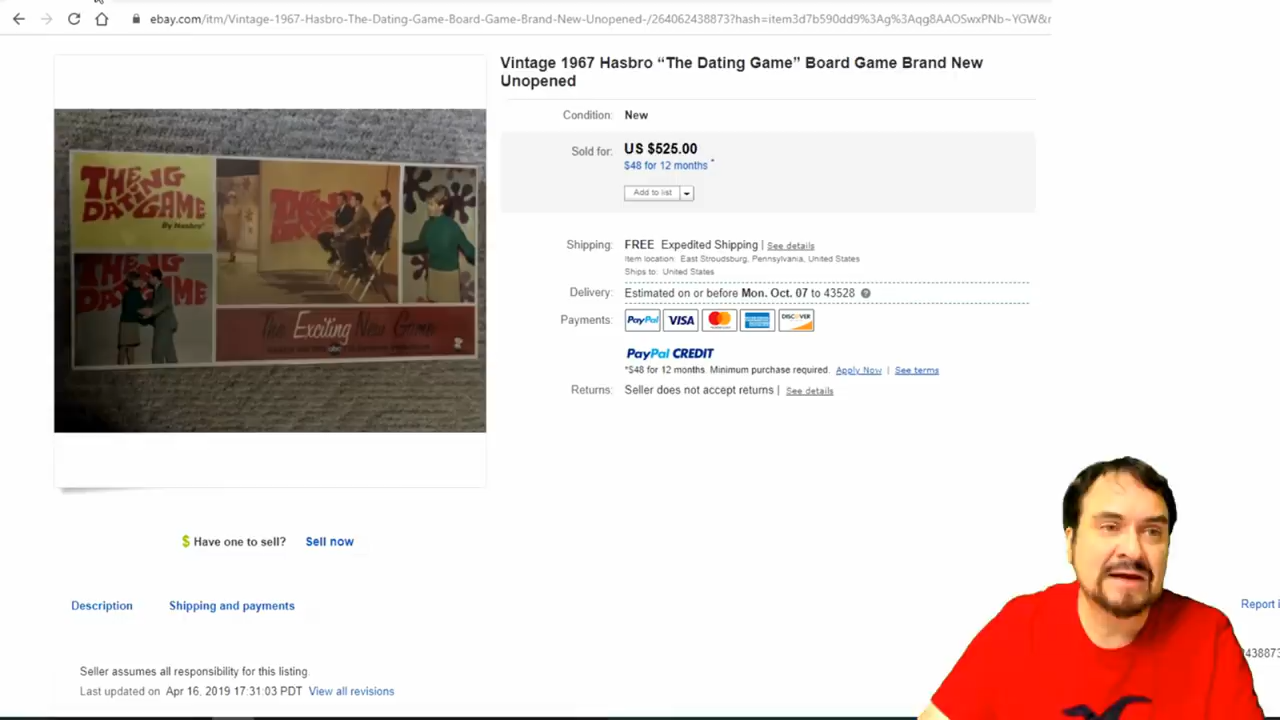 ebay.com/itm/Vintage-1967-Hasbro-The-Dating-Game-Board-Game-Brand-New-Unopened-/264062438873?hash=item3d7b590dd9%3Ag%3Aqg8AAOSwxPNb~YGW&r
Vintage 1967 Hasbro “The Dating Game” Board Game Brand New
Unopened
Condition: New
Sold for: US $525.00
$48 for 12 months *
Add to list
Shipping: FREE Expedited Shipping | See details
Item location: East Stroudsburg, Pennsylvania, United States
Ships to: United States
Delivery: Estimated on or before Mon. Oct. 07 to 43528 ?
Payments: PayPal VISA MasterCard AMERICAN EXPRESS DISCOVER
PayPal CREDIT
*$48 for 12 months. Minimum purchase required. Apply Now | See terms
Returns: Seller does not accept returns | See details
THE DATING GAME
By Hasbro
THE DATING
The Exciting New Game
$ Have one to sell? Sell now
Description Shipping and payments
Report
Seller assumes all responsibility for this listing.
Last updated on Apr 16, 2019 17:31:03 PDT View all revisions